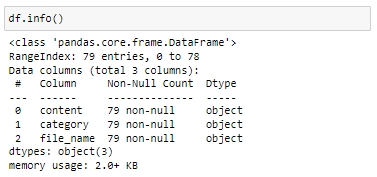 df.info()
<class 'pandas.core.frame.DataFrame'>
RangeIndex: 79 entries, 0 to 78
Data columns (total 3 columns):
 #   Column     Non-Null Count  Dtype
---  ------     --------------  -----
 0   content    79 non-null     object
 1   category   79 non-null     object
 2   file_name  79 non-null     object
dtypes: object(3)
memory usage: 2.0+ KB